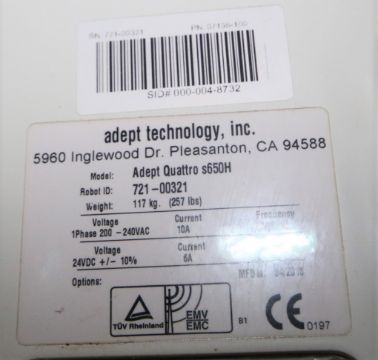 SN: 721-00321 PN: 07138-100
SID# 000-004-8732
adept technology, inc.
5960 Inglewood Dr. Pleasanton, CA 94588
Model: Adept Quattro s650H
Robot ID: 721-00321
Weight: 117 kg. (257 lbs)
Voltage Current Frequency
1Phase 200 -240VAC 10A
Voltage Current
24VDC +/- 10% 6A
Options:
TÜV Rheinland
EMV
EMC
B1
CE 0197